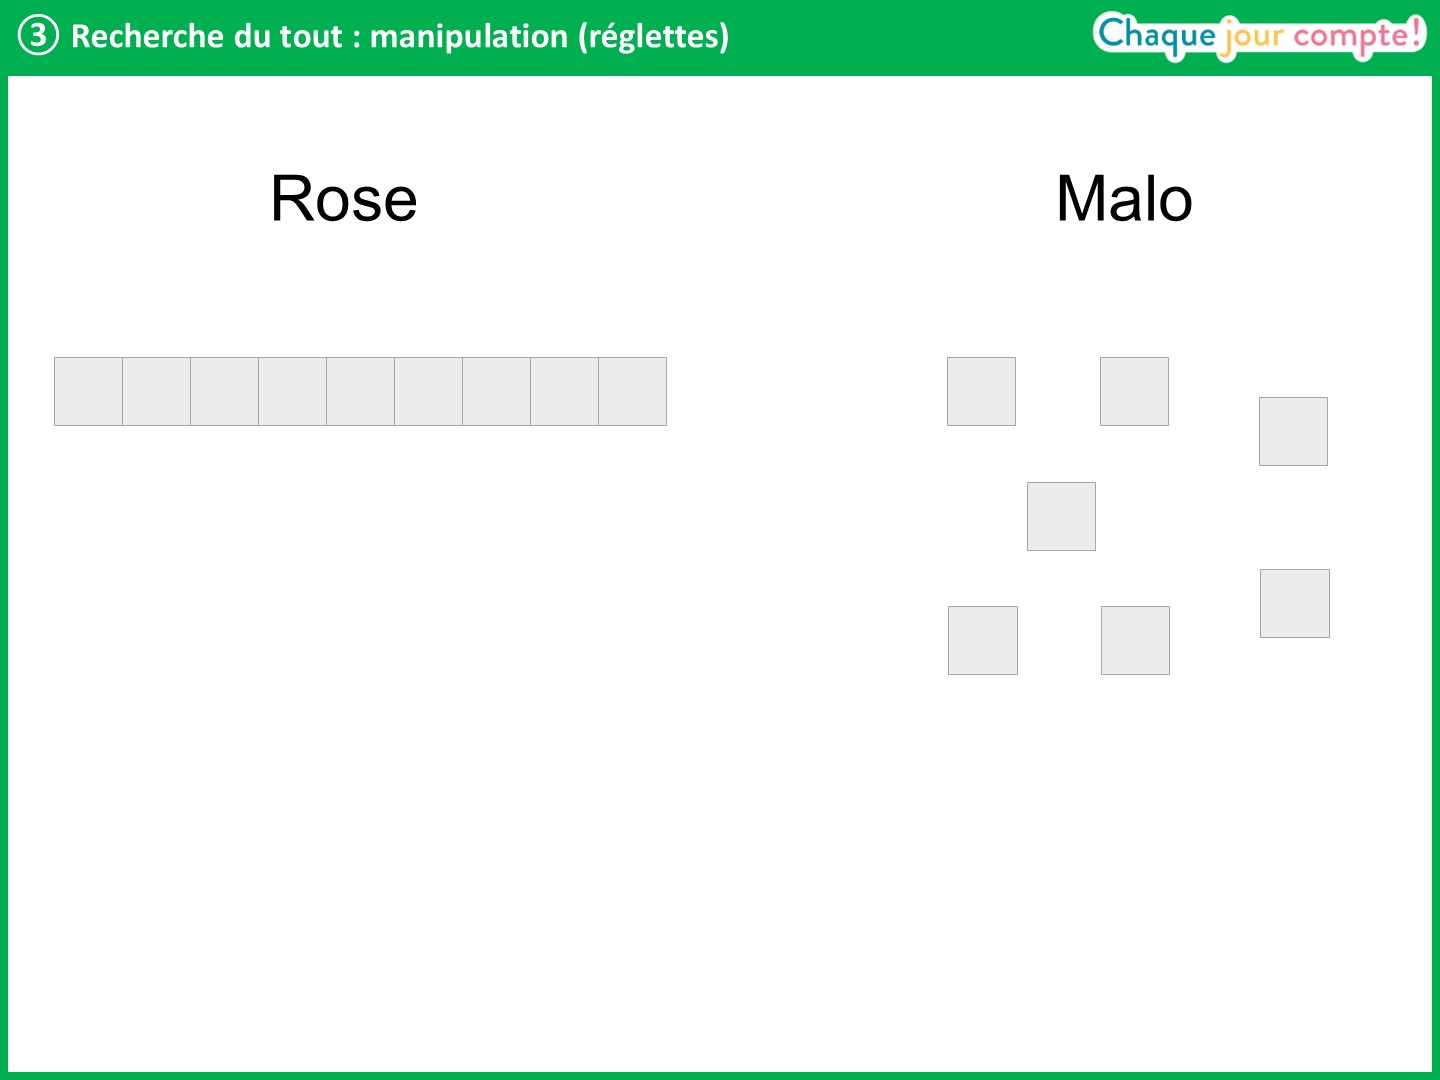 ③ Recherche du tout : manipulation (réglettes)
Chaque jour compte!
Rose
Malo